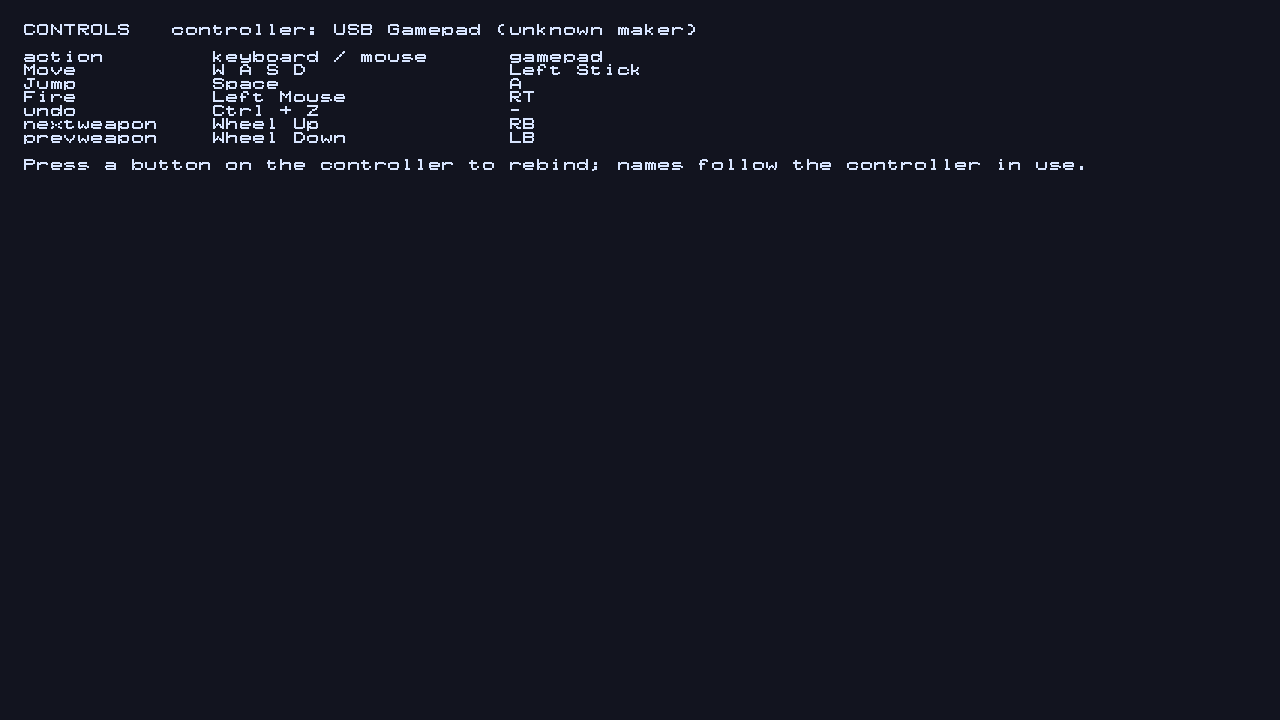 CONTROLS controller: USB Gamepad (unknown maker)
action keyboard / mouse gamepad
Move W A S D Left Stick
Jump Space A
Fire Left Mouse RT
undo Ctrl + Z -
nextweapon Wheel Up RB
prevweapon Wheel Down LB
Press a button on the controller to rebind; names follow the controller in use.